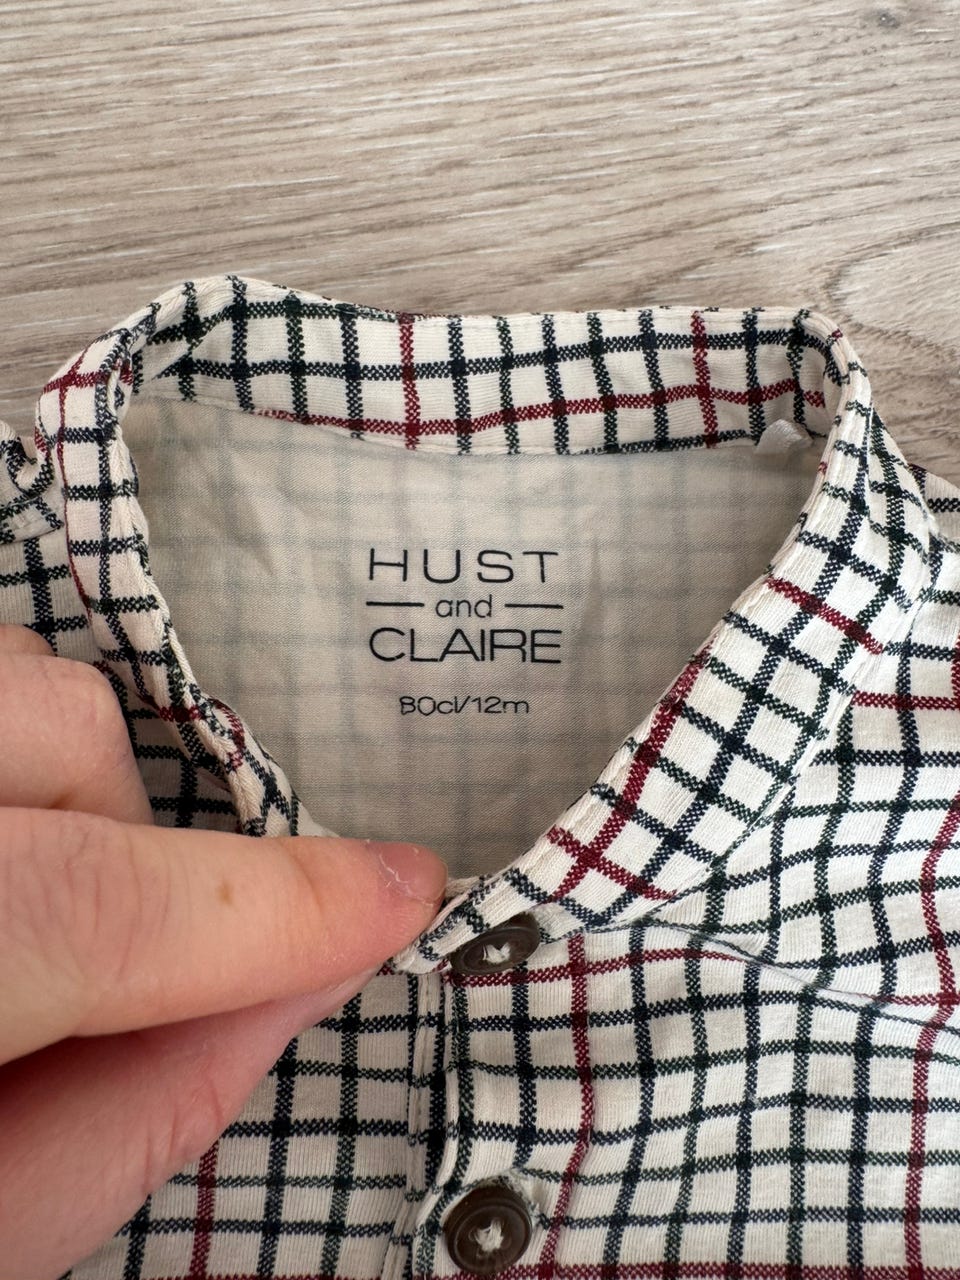 HUST
and
CLAIRE
80cl/12m